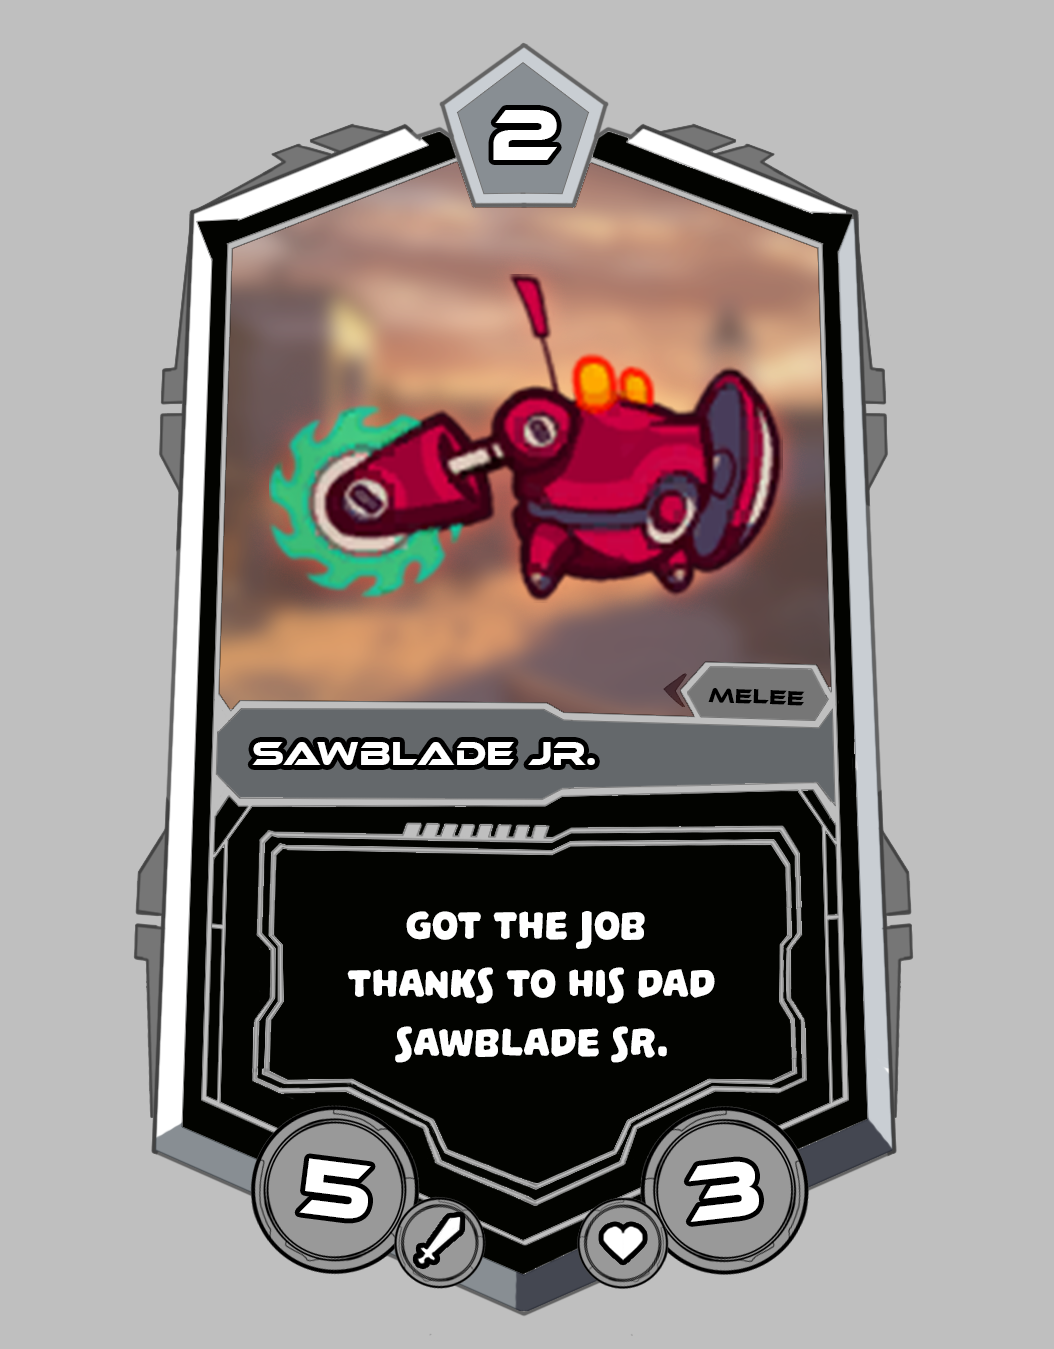 2
MELEE
SAWBLADE JR.
GOT THE JOB
THANKS TO HIS DAD
SAWBLADE SR.
5
3